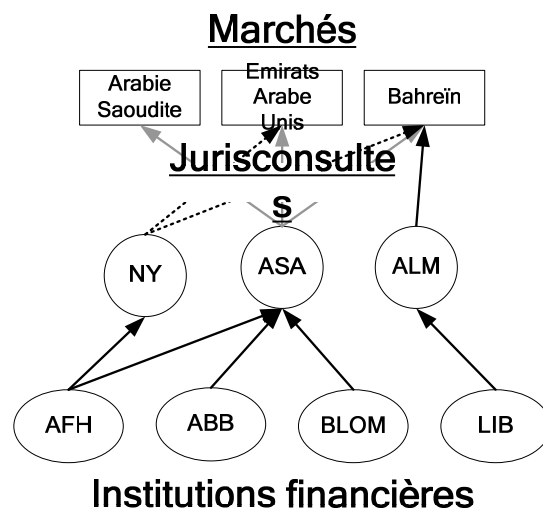 Marchés
Arabie
Saoudite
Emirats
Arabe
Unis
Bahreïn
Jurisconsulte
s
NY
ASA
ALM
AFH
ABB
BLOM
LIB
Institutions financières